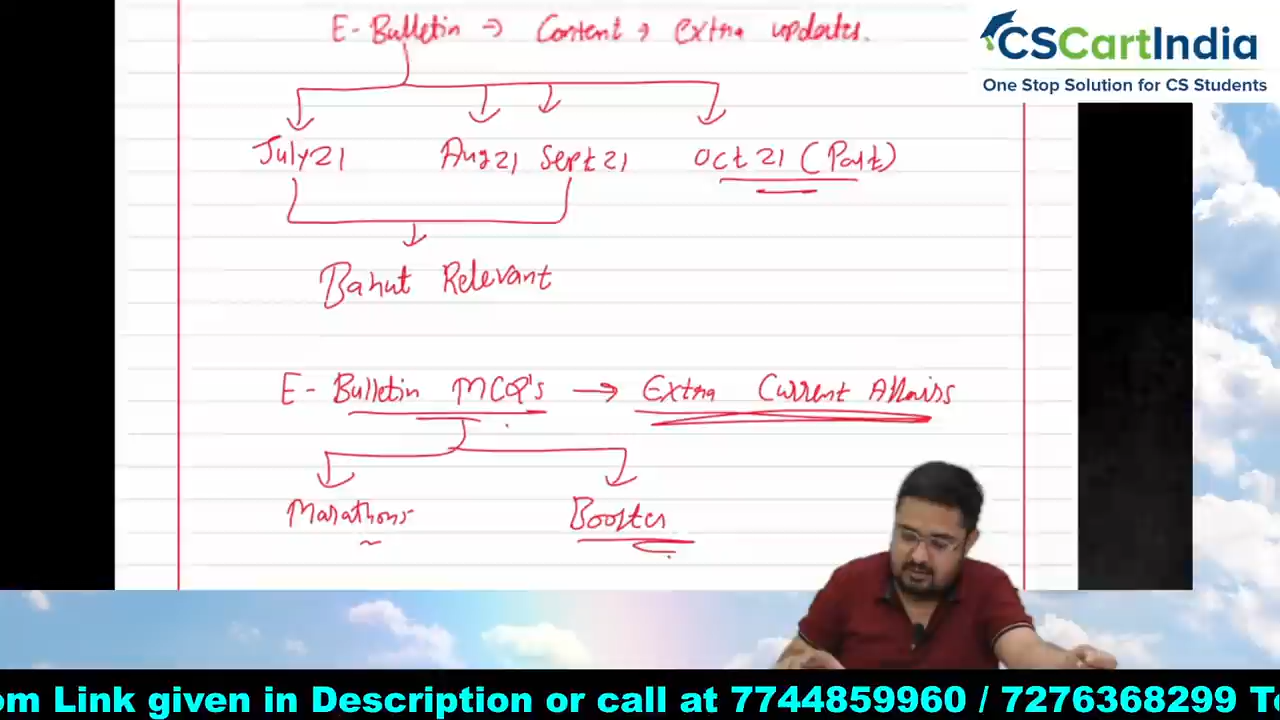 E-Bulletin → Content → extra updates.
CSCartIndia
One Stop Solution for CS Students
July 21 Aug 21 Sept 21 Oct 21 (Part)
Bahut Relevant
E-Bulletin MCQ's → Extra Current Affairs
Marathons Booster
om Link given in Description or call at 7744859960 / 7276368299 To